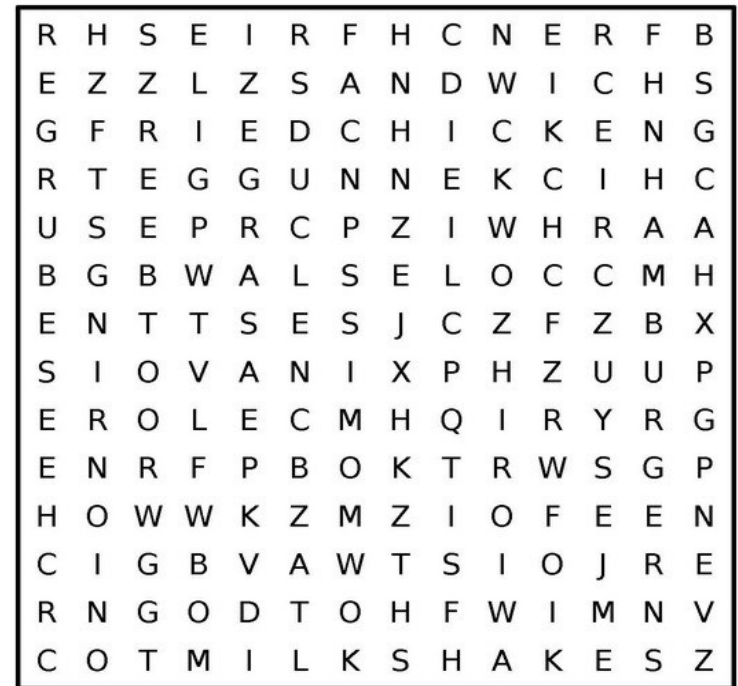 R H S E I R F H C N E R F B
E Z Z L Z S A N D W I C H S
G F R I E D C H I C K E N G
R T E G G U N N E K C I H C
U S E P R C P Z I W H R A A
B G B W A L S E L O C C M H
E N T T S E S J C Z F Z B X
S I O V A N I X P H Z U U P
E R O L E C M H Q I R Y R G
E N R F P B O K T R W S G P
H O W W K Z M Z I O F E E N
C I G B V A W T S I O J R E
R N G O D T O H F W I M N V
C O T M I L K S H A K E S Z